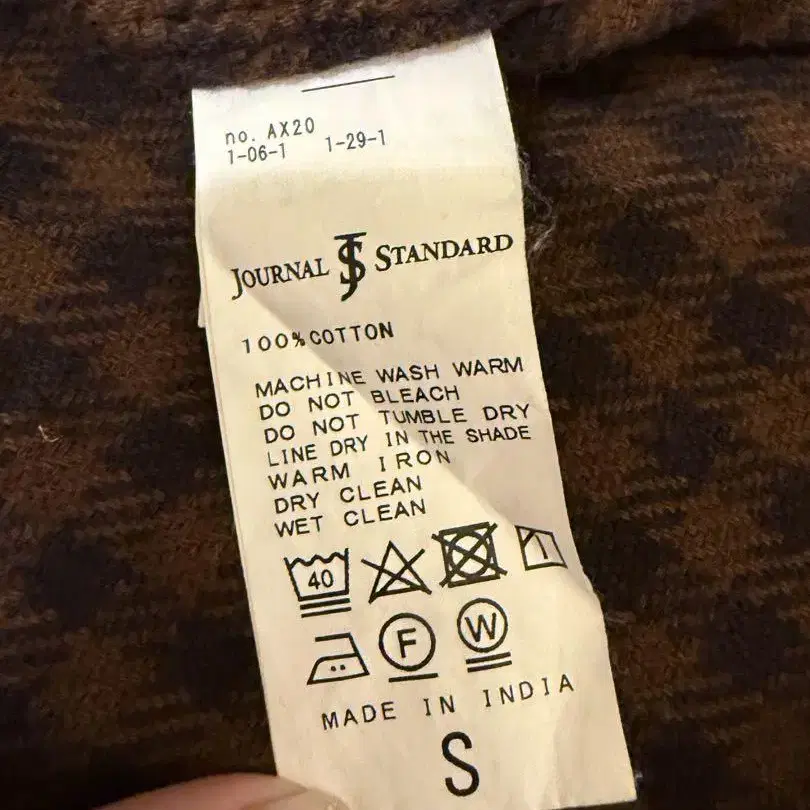 no. AX20
1-06-1 1-29-1
JOURNAL JS STANDARD
100%COTTON
MACHINE WASH WARM
DO NOT BLEACH
DO NOT TUMBLE DRY
LINE DRY IN THE SHADE
WARM IRON
DRY CLEAN
WET CLEAN
40
F W
MADE IN INDIA
S